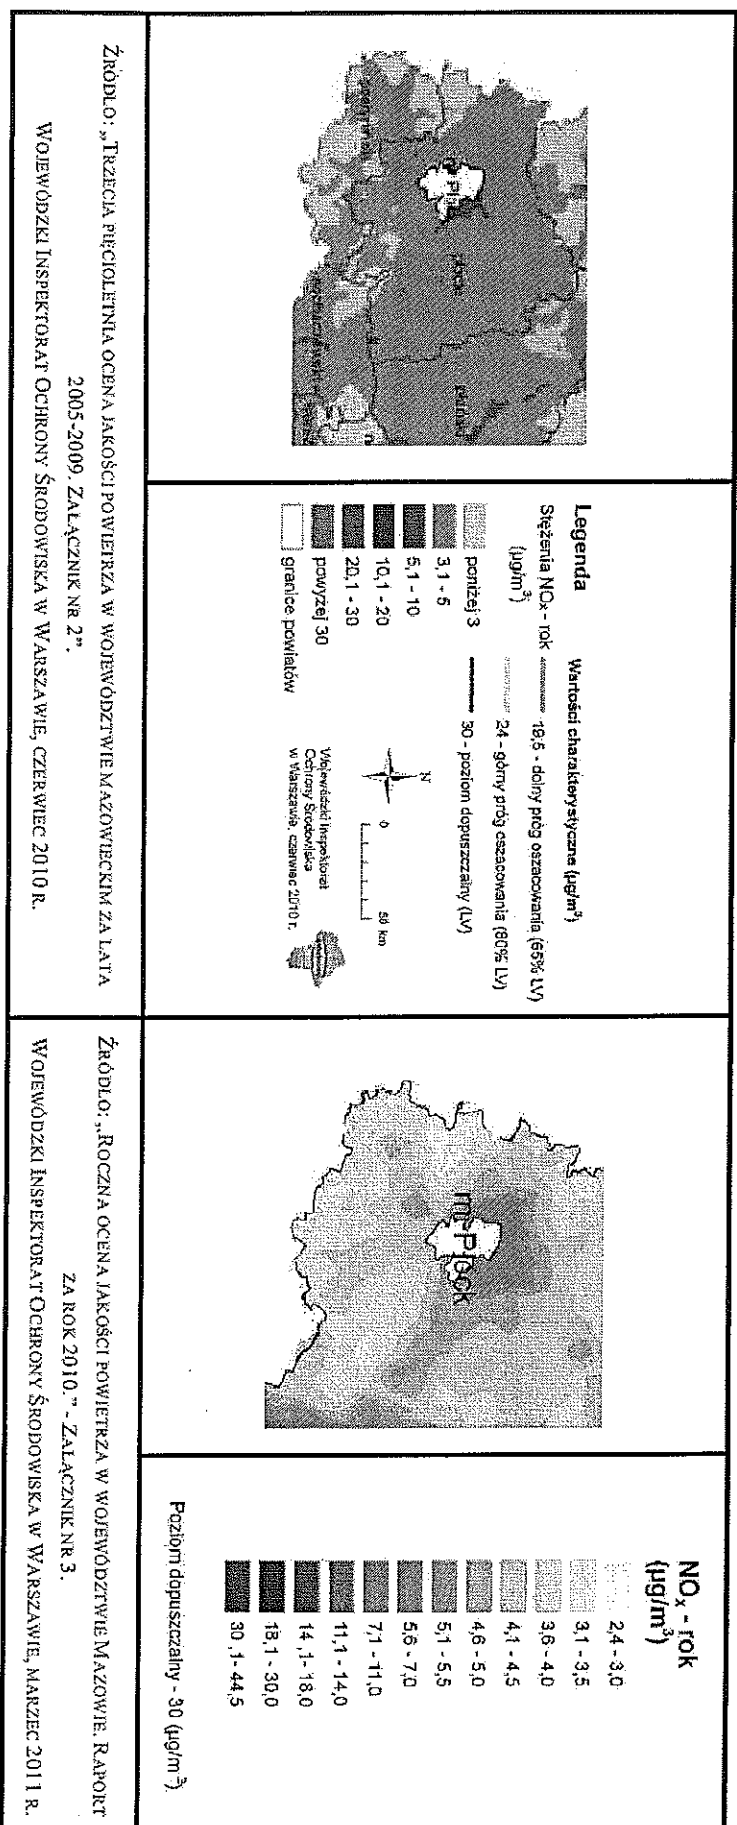 Płock
płocki
płoński
Legenda
Stężenia NOx - rok
(µg/m³)
poniżej 3
3,1 - 5
5,1 - 10
10,1 - 20
20,1 - 30
powyżej 30
granice powiatów
Wartości charakterystyczne (µg/m³)
19,5 - dolny próg oszacowania (65% LV)
24 - górny próg oszacowania (80% LV)
30 - poziom dopuszczalny (LV)
N
0 50 km
Wojewódzki Inspektorat
Ochrony Środowiska
w Warszawie, czerwiec 2010 r.
m. Płock
NOx - rok
(µg/m³)
2,4 - 3,0
3,1 - 3,5
3,6 - 4,0
4,1 - 4,5
4,6 - 5,0
5,1 - 5,5
5,6 - 7,0
7,1 - 11,0
11,1 - 14,0
14,1 - 18,0
18,1 - 30,0
30,1 - 44,5
Poziom dopuszczalny - 30 (µg/m³)
ŹRÓDŁO: „TRZECIA PIĘCIOLETNIA OCENA JAKOŚCI POWIETRZA W WOJEWÓDZTWIE MAZOWIECKIM ZA LATA
2005-2009. ZAŁĄCZNIK NR 2”.
WOJEWÓDZKI INSPEKTORAT OCHRONY ŚRODOWISKA W WARSZAWIE, CZERWIEC 2010 R.
ŹRÓDŁO: „ROCZNA OCENA JAKOŚCI POWIETRZA W WOJEWÓDZTWIE MAZOWIE. RAPORT
ZA ROK 2010.” - ZAŁĄCZNIK NR 3.
WOJEWÓDZKI INSPEKTORAT OCHRONY ŚRODOWISKA W WARSZAWIE, MARZEC 2011 R.